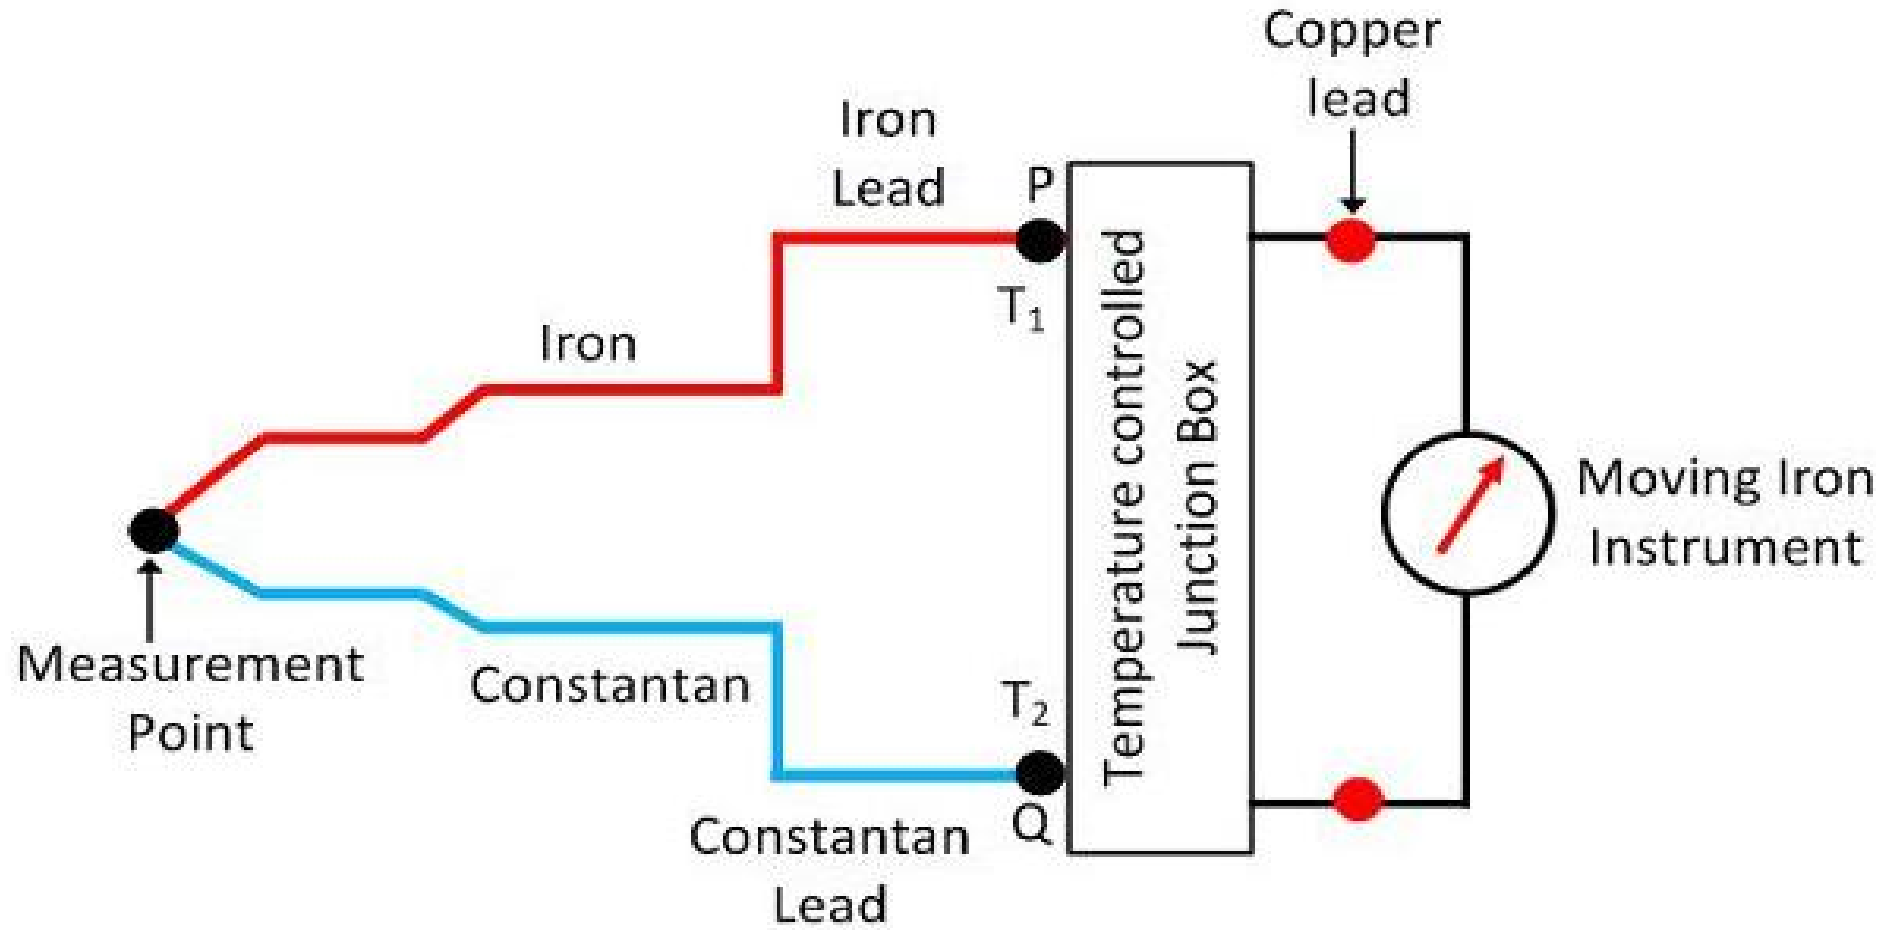 Copper
lead
Iron
Lead
P
T₁
Iron
Temperature controlled
Junction Box
Moving Iron
Instrument
Measurement
Point
Constantan
T₂
Q
Constantan
Lead